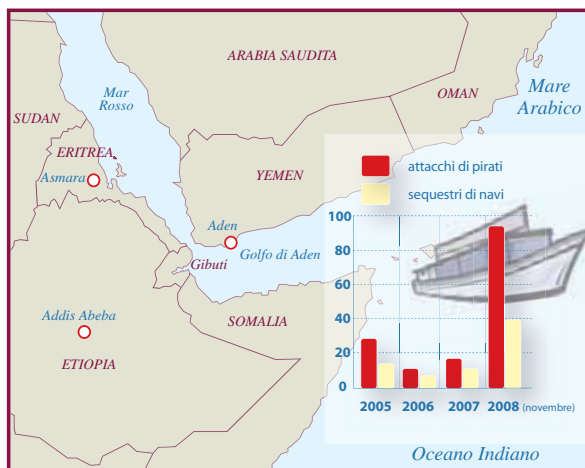 ARABIA SAUDITA
Mar
Rosso
OMAN
Mare
Arabico
SUDAN
ERITREA
Asmara
YEMEN
attacchi di pirati
sequestri di navi
Aden
Golfo di Aden
Gibuti
Addis Abeba
SOMALIA
ETIOPIA
100
80
60
40
20
0
2005 2006 2007 2008 (novembre)
Oceano Indiano